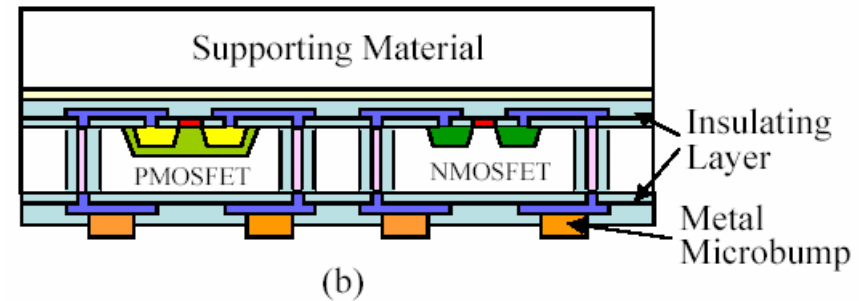 Supporting Material
Insulating
Layer
PMOSFET
NMOSFET
Metal
Microbump
(b)